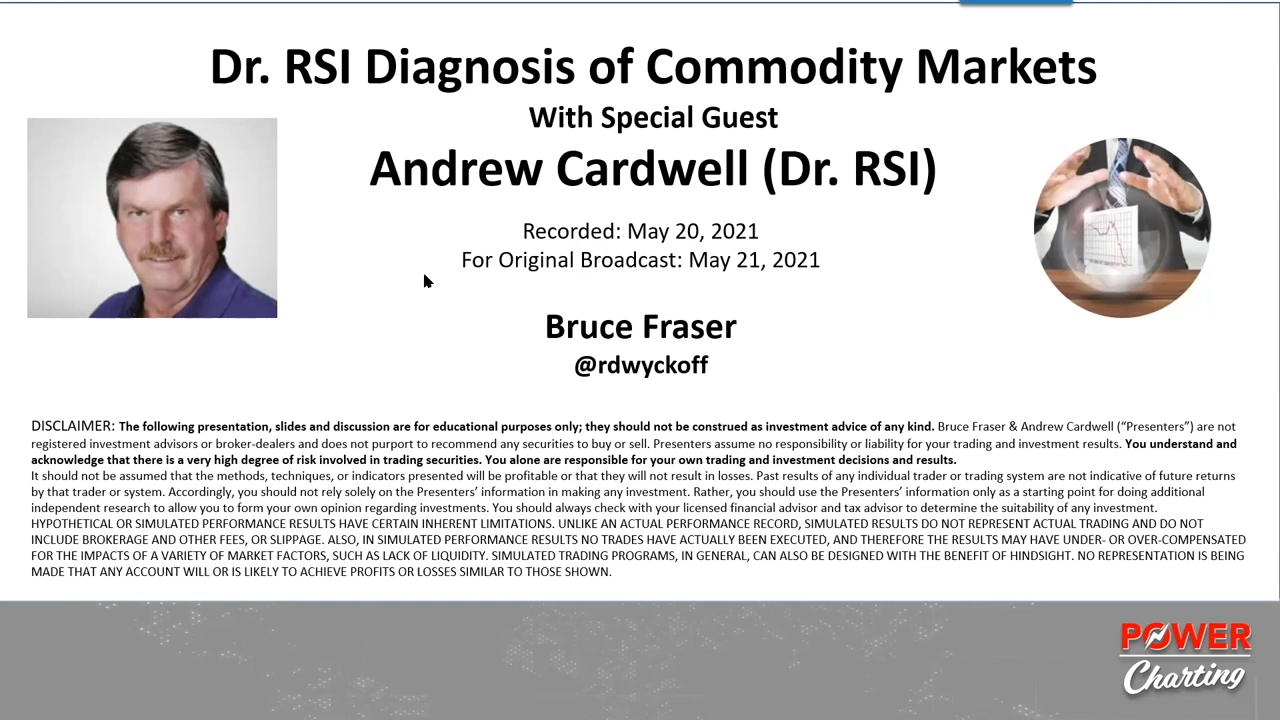 Dr. RSI Diagnosis of Commodity Markets
With Special Guest
Andrew Cardwell (Dr. RSI)
Recorded: May 20, 2021
For Original Broadcast: May 21, 2021
Bruce Fraser
@rdwyckoff
DISCLAIMER: The following presentation, slides and discussion are for educational purposes only; they should not be construed as investment advice of any kind. Bruce Fraser & Andrew Cardwell (“Presenters”) are not
registered investment advisors or broker-dealers and does not purport to recommend any securities to buy or sell. Presenters assume no responsibility or liability for your trading and investment results. You understand and
acknowledge that there is a very high degree of risk involved in trading securities. You alone are responsible for your own trading and investment decisions and results.
It should not be assumed that the methods, techniques, or indicators presented will be profitable or that they will not result in losses. Past results of any individual trader or trading system are not indicative of future returns
by that trader or system. Accordingly, you should not rely solely on the Presenters’ information in making any investment. Rather, you should use the Presenters’ information only as a starting point for doing additional
independent research to allow you to form your own opinion regarding investments. You should always check with your licensed financial advisor and tax advisor to determine the suitability of any investment.
HYPOTHETICAL OR SIMULATED PERFORMANCE RESULTS HAVE CERTAIN INHERENT LIMITATIONS. UNLIKE AN ACTUAL PERFORMANCE RECORD, SIMULATED RESULTS DO NOT REPRESENT ACTUAL TRADING AND DO NOT
INCLUDE BROKERAGE AND OTHER FEES, OR SLIPPAGE. ALSO, IN SIMULATED PERFORMANCE RESULTS NO TRADES HAVE ACTUALLY BEEN EXECUTED, AND THEREFORE THE RESULTS MAY HAVE UNDER- OR OVER-COMPENSATED
FOR THE IMPACTS OF A VARIETY OF MARKET FACTORS, SUCH AS LACK OF LIQUIDITY. SIMULATED TRADING PROGRAMS, IN GENERAL, CAN ALSO BE DESIGNED WITH THE BENEFIT OF HINDSIGHT. NO REPRESENTATION IS BEING
MADE THAT ANY ACCOUNT WILL OR IS LIKELY TO ACHIEVE PROFITS OR LOSSES SIMILAR TO THOSE SHOWN.
POWER
Charting